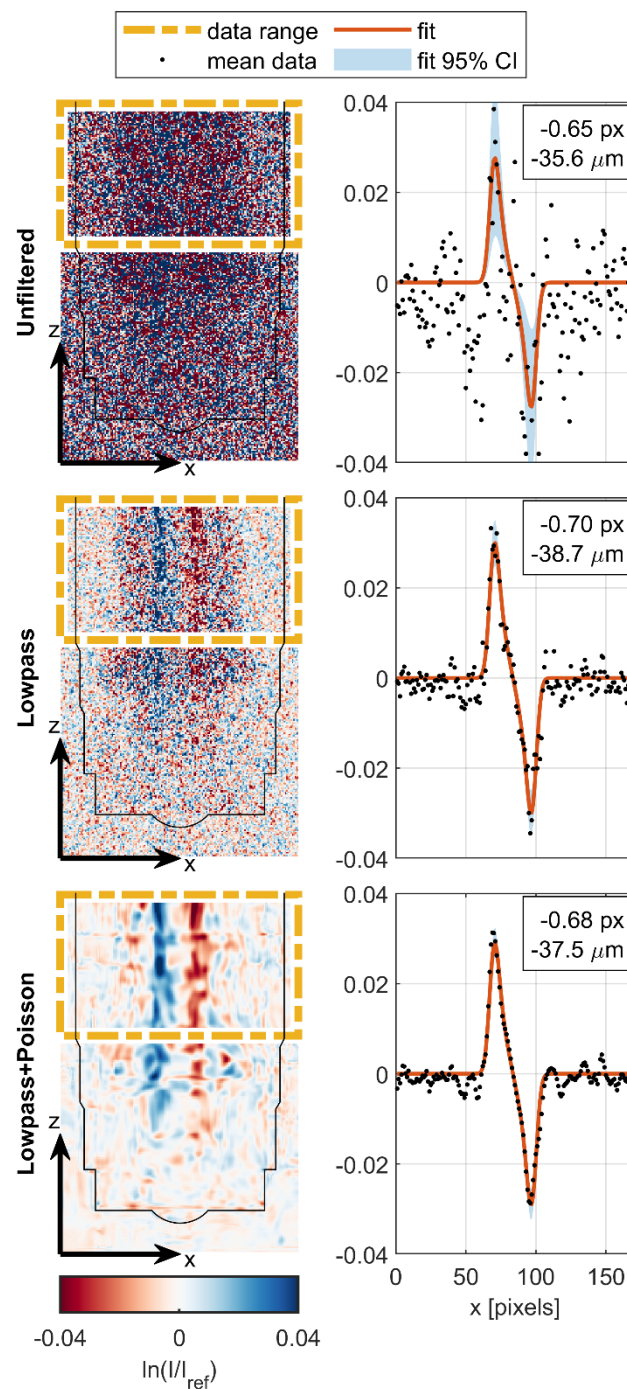 data range
fit
mean data
fit 95% CI
Unfiltered
z
x
0.04
0.02
0
-0.02
-0.04
-0.65 px
-35.6 μm
Lowpass
z
x
0.04
0.02
0
-0.02
-0.04
-0.70 px
-38.7 μm
Lowpass+Poisson
z
x
0.04
0.02
0
-0.02
-0.04
-0.68 px
-37.5 μm
0 50 100 150
x [pixels]
-0.04 0 0.04
ln(I/I_ref)